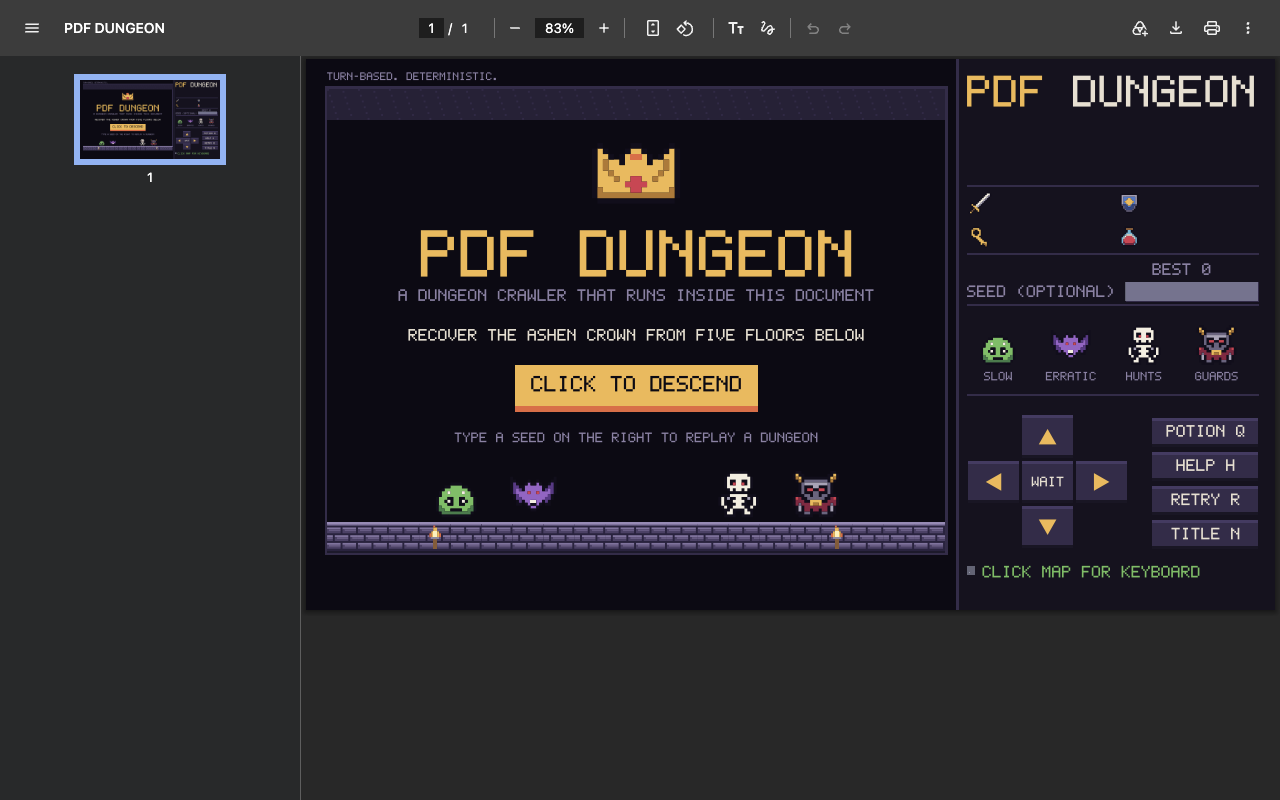 PDF DUNGEON
1 / 1
83%
1
TURN-BASED. DETERMINISTIC.
PDF DUNGEON
A DUNGEON CRAWLER THAT RUNS INSIDE THIS DOCUMENT
RECOVER THE ASHEN CROWN FROM FIVE FLOORS BELOW
CLICK TO DESCEND
TYPE A SEED ON THE RIGHT TO REPLAY A DUNGEON
PDF DUNGEON
BEST 0
SEED (OPTIONAL)
SLOW ERRATIC HUNTS GUARDS
WAIT
POTION Q
HELP H
RETRY R
TITLE N
CLICK MAP FOR KEYBOARD